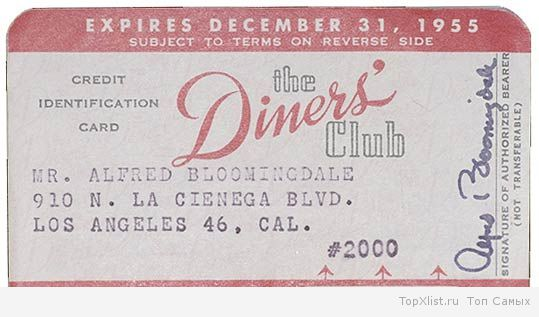 EXPIRES DECEMBER 31, 1955
SUBJECT TO TERMS ON REVERSE SIDE
CREDIT
IDENTIFICATION
CARD
the
Diners'
Club
MR. ALFRED BLOOMINGDALE
910 N. LA CIENEGA BLVD.
LOS ANGELES 46, CAL.
#2000
Alfred Bloomingdale
SIGNATURE OF AUTHORIZED BEARER
(NOT TRANSFERABLE)
TopXlist.ru Топ Самых